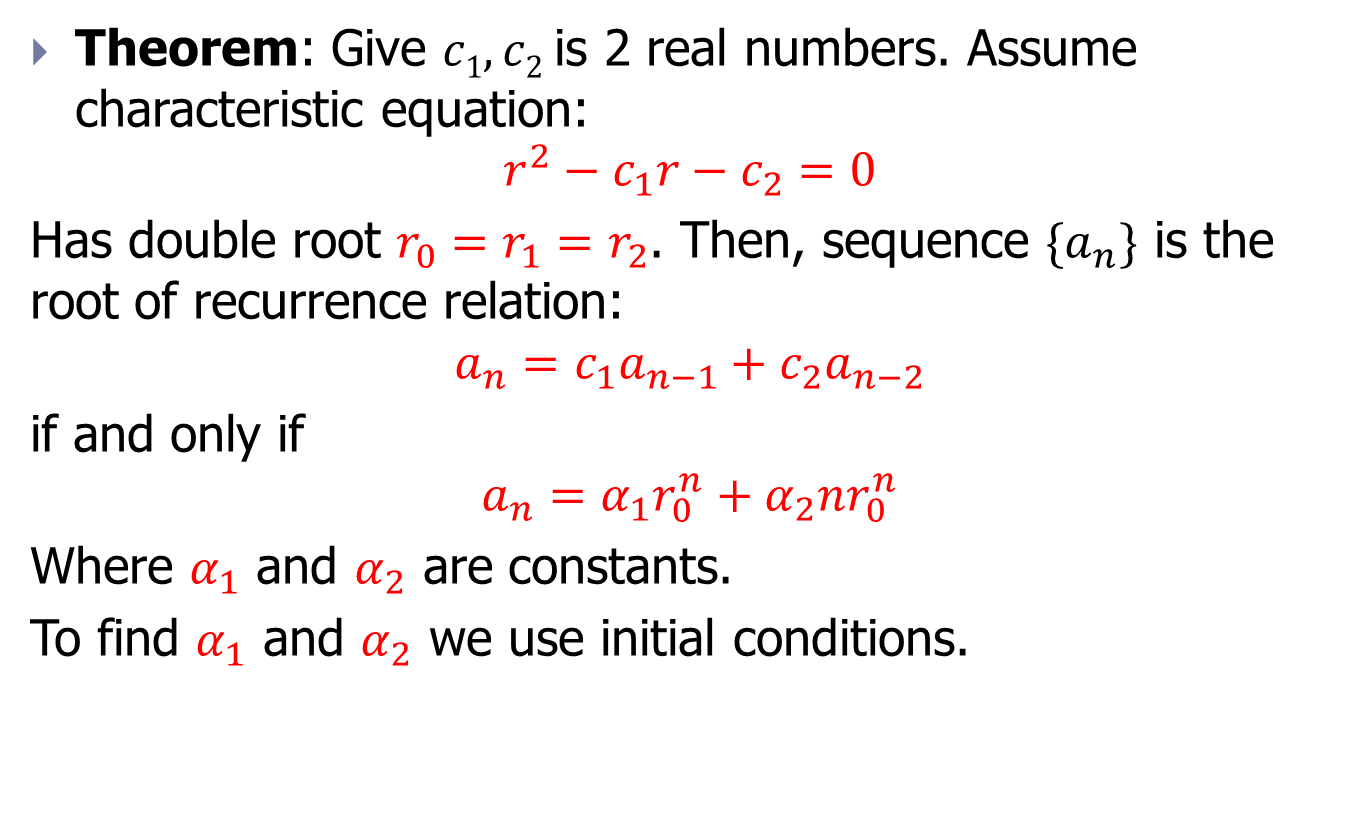 Theorem: Give c₁, c₂ is 2 real numbers. Assume
characteristic equation:
r² − c₁r − c₂ = 0
Has double root r₀ = r₁ = r₂. Then, sequence {aₙ} is the
root of recurrence relation:
aₙ = c₁aₙ₋₁ + c₂aₙ₋₂
if and only if
aₙ = α₁r₀ⁿ + α₂nr₀ⁿ
Where α₁ and α₂ are constants.
To find α₁ and α₂ we use initial conditions.